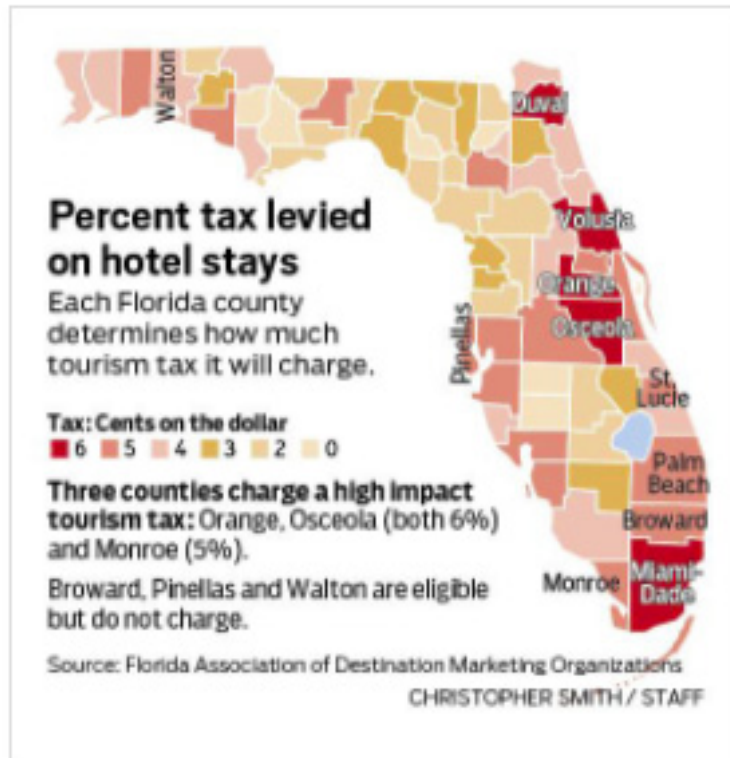 Walton
Duval
Percent tax levied
on hotel stays
Each Florida county
determines how much
tourism tax it will charge.
Volusia
Orange
Osceola
Pinellas
Tax: Cents on the dollar
6 5 4 3 2 0
St.
Lucie
Palm
Beach
Three counties charge a high impact
tourism tax: Orange, Osceola (both 6%)
and Monroe (5%).
Broward
Miami-
Dade
Monroe
Broward, Pinellas and Walton are eligible
but do not charge.
Source: Florida Association of Destination Marketing Organizations
CHRISTOPHER SMITH / STAFF